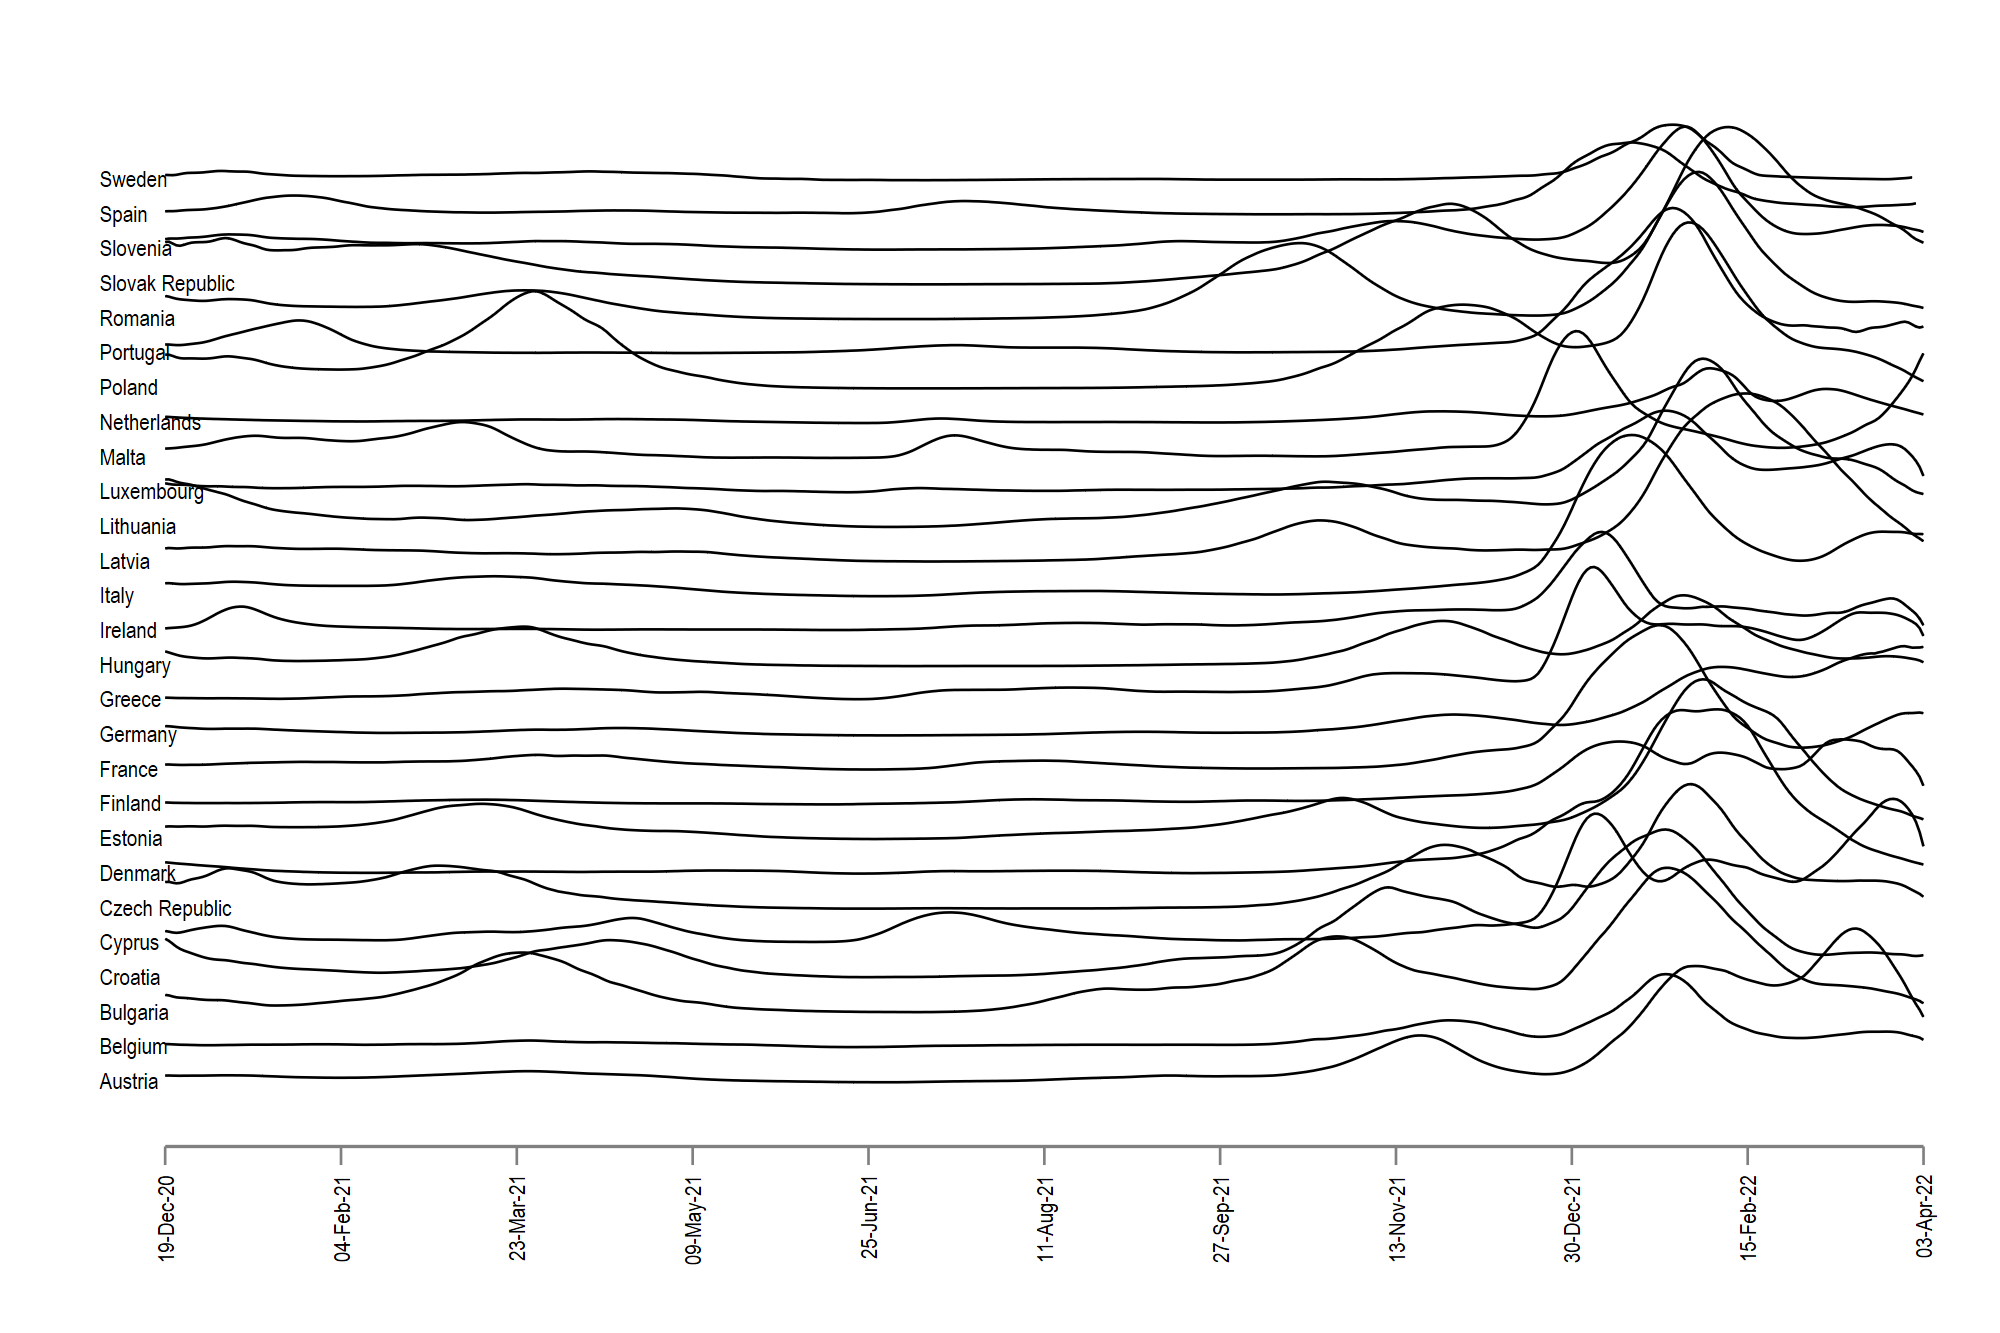 Sweden
Spain
Slovenia
Slovak Republic
Romania
Portugal
Poland
Netherlands
Malta
Luxembourg
Lithuania
Latvia
Italy
Ireland
Hungary
Greece
Germany
France
Finland
Estonia
Denmark
Czech Republic
Cyprus
Croatia
Bulgaria
Belgium
Austria
19-Dec-20
04-Feb-21
23-Mar-21
09-May-21
25-Jun-21
11-Aug-21
27-Sep-21
13-Nov-21
30-Dec-21
15-Feb-22
03-Apr-22